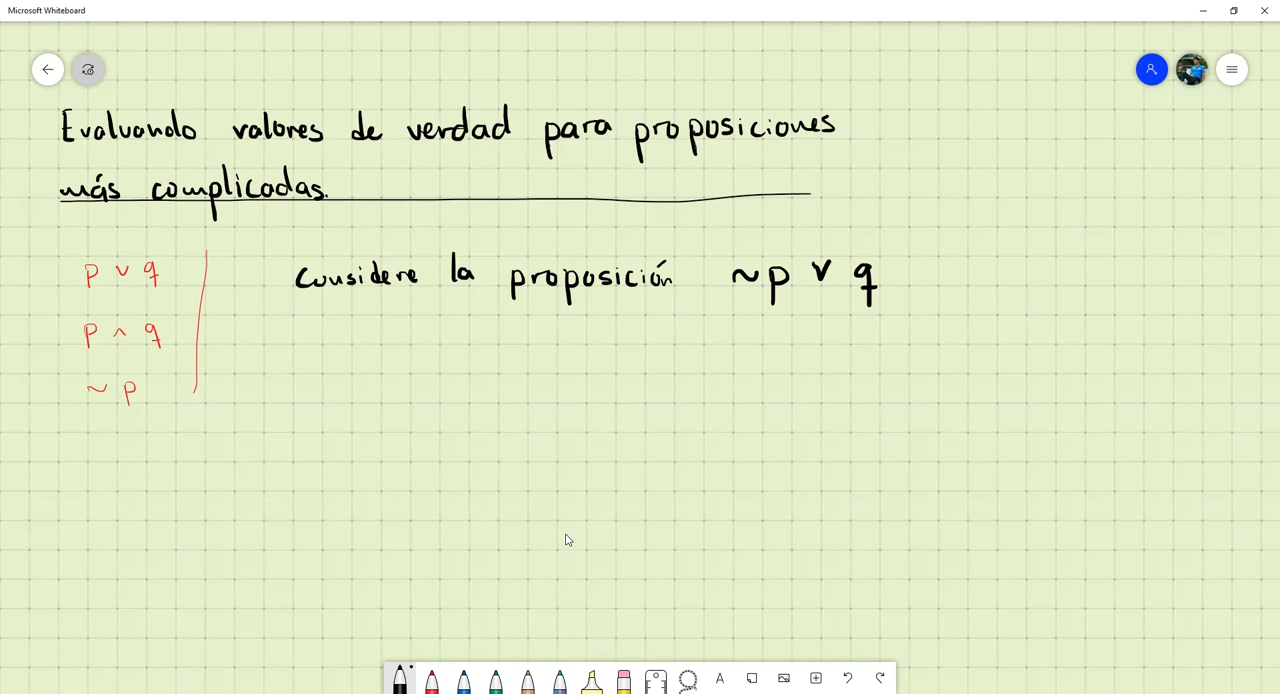 Microsoft Whiteboard
Evaluando valores de verdad para proposiciones
más complicadas.
p ∨ q
Considere la proposición ~p ∨ q
p ∧ q
~ p
A